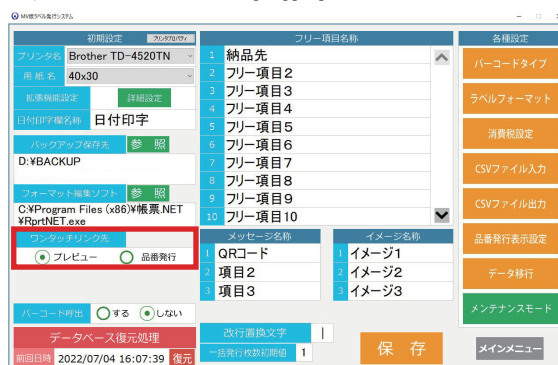 MV版ラベル発行システム
初期設定 プリンタプロパティ
プリンタ名 Brother TD-4520TN
用紙名 40x30
拡張機能設定 詳細設定
日付印字欄名称 日付印字
バックアップ保存先 参 照
D:¥BACKUP
フォーマット編集ソフト 参 照
C:¥Program Files (x86)¥帳票.NET
¥RprtNET.exe
ワンタッチリンク先
プレビュー 品番発行
バーコード呼出 する しない
データベース復元処理
前回日時 2022/07/04 16:07:39 復元
フリー項目名称
1 納品先
2 フリー項目2
3 フリー項目3
4 フリー項目4
5 フリー項目5
6 フリー項目6
7 フリー項目7
8 フリー項目8
9 フリー項目9
10 フリー項目10
メッセージ名称
1 QRコード
2 項目2
3 項目3
イメージ名称
1 イメージ1
2 イメージ2
3 イメージ3
改行置換文字 |
一括発行枚数初期値 1
保 存
各種設定
バーコードタイプ
ラベルフォーマット
消費税設定
CSVファイル入力
CSVファイル出力
品番発行表示設定
データ移行
メンテナンスモード
メインメニュー